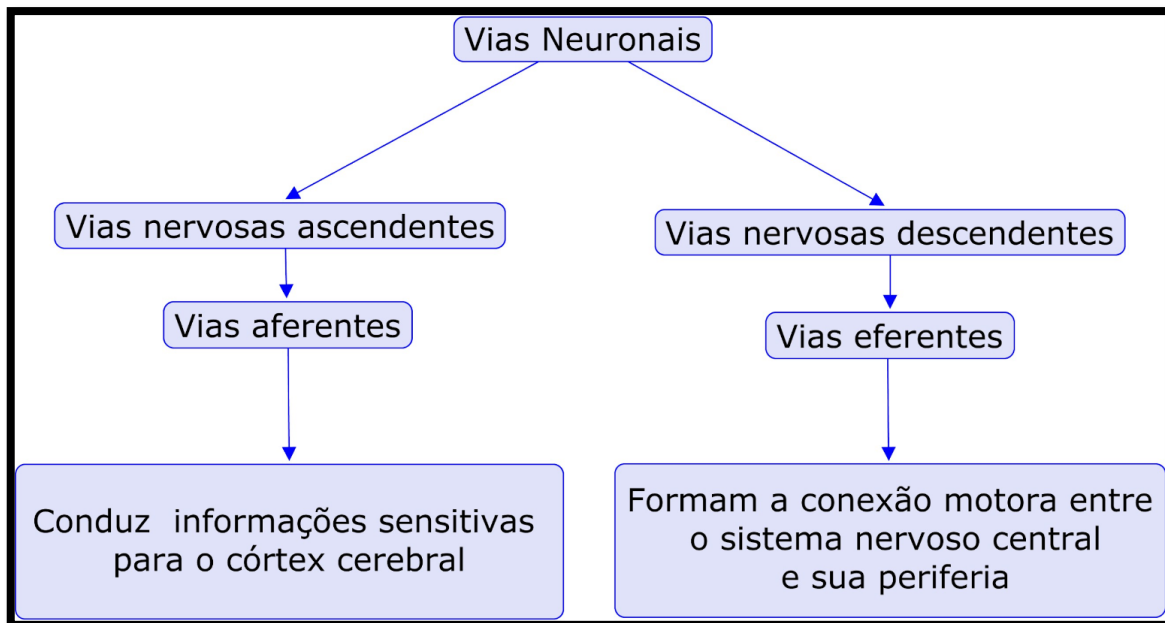 Vias Neuronais
Vias nervosas ascendentes
Vias nervosas descendentes
Vias aferentes
Vias eferentes
Conduz informações sensitivas
para o córtex cerebral
Formam a conexão motora entre
o sistema nervoso central
e sua periferia